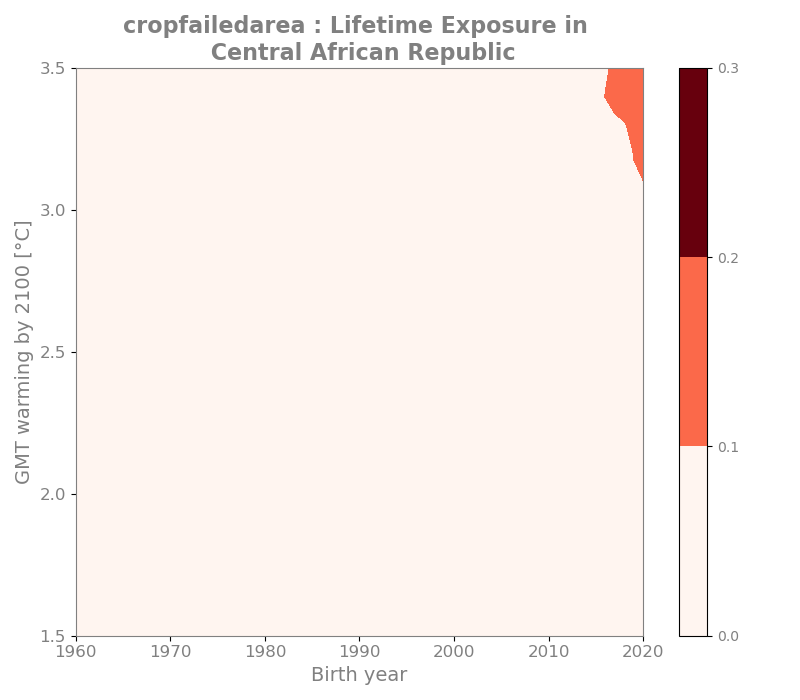 cropfailedarea : Lifetime Exposure in
Central African Republic
3.5
3.0
2.5
2.0
1.5
GMT warming by 2100 [°C]
1960 1970 1980 1990 2000 2010 2020
Birth year
0.3
0.2
0.1
0.0